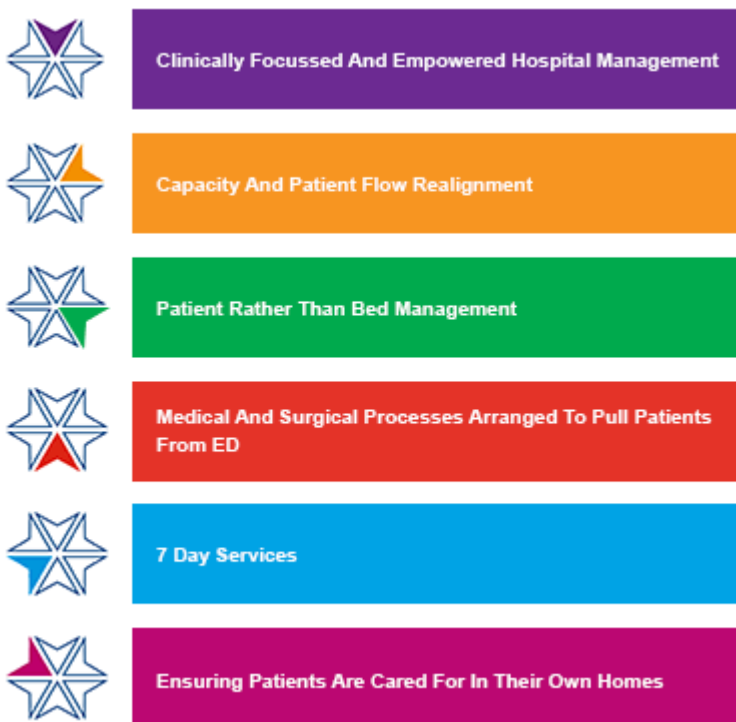 Clinically Focussed And Empowered Hospital Management
Capacity And Patient Flow Realignment
Patient Rather Than Bed Management
Medical And Surgical Processes Arranged To Pull Patients
From ED
7 Day Services
Ensuring Patients Are Cared For In Their Own Homes